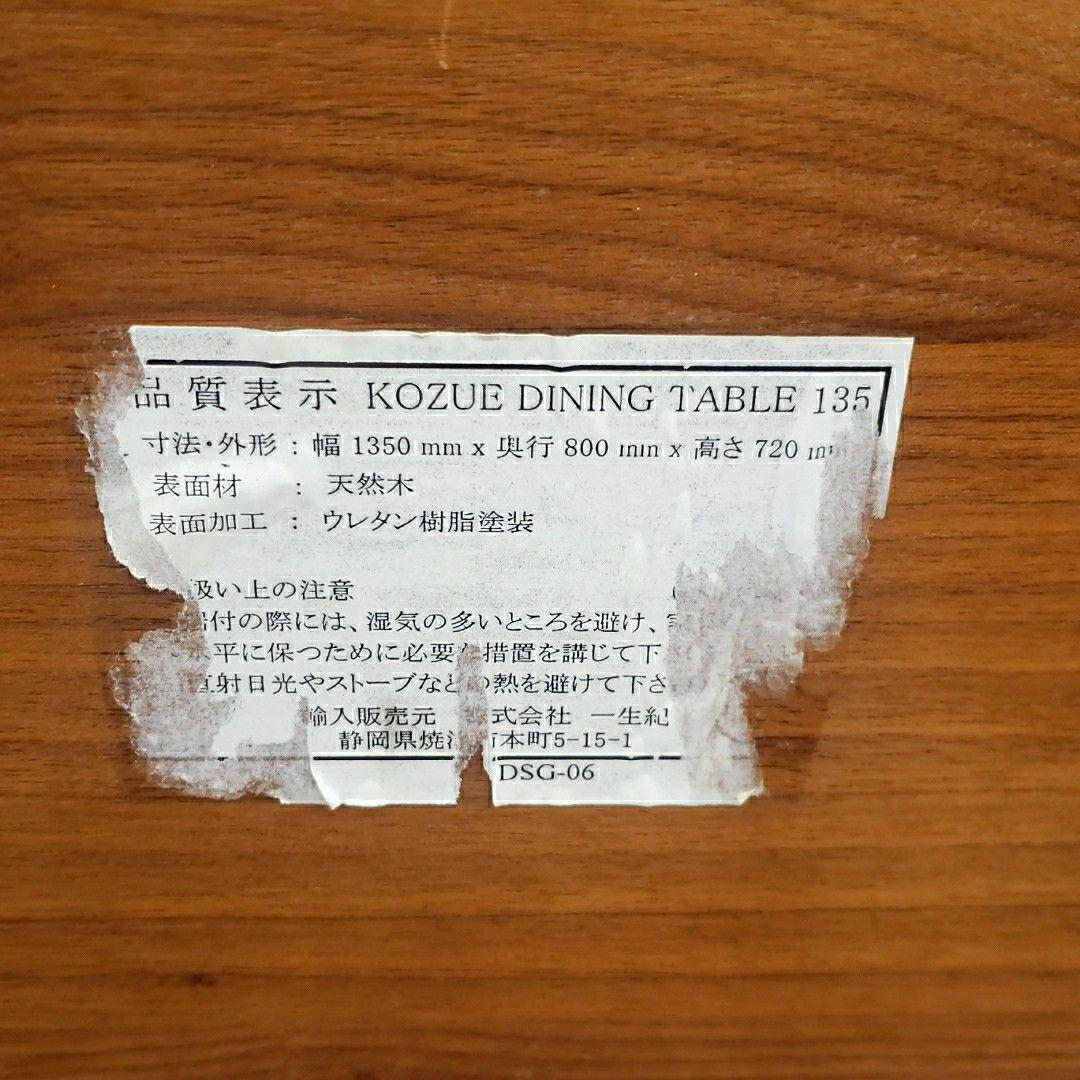 品質表示 KOZUE DINING TABLE 135
寸法・外形 : 幅 1350 mm x 奥行 800 mm x 高さ 720 mm
表面材 : 天然木
表面加工 : ウレタン樹脂塗装
扱い上の注意
付の際には、湿気の多いところを避け、
平に保つために必要な措置を講じて下
直射日光やストーブなどの熱を避けて下さ
輸入販売元 式会社 一生紀
静岡県焼津市本町5-15-1
DSG-06